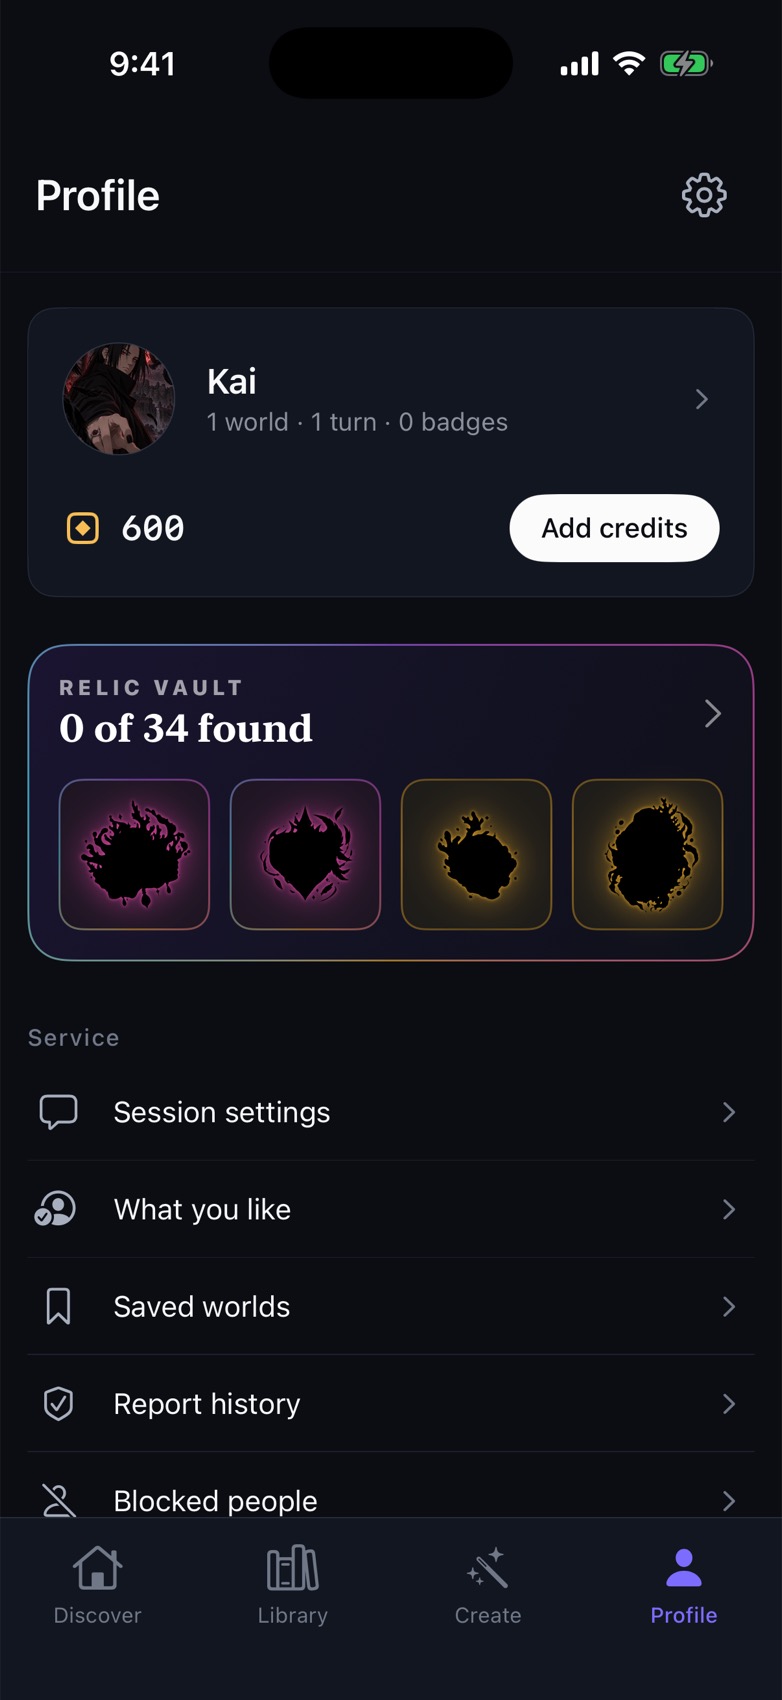 9:41
Profile
Kai
1 world · 1 turn · 0 badges
600
Add credits
RELIC VAULT
0 of 34 found
Service
Session settings
What you like
Saved worlds
Report history
Blocked people
Discover
Library
Create
Profile